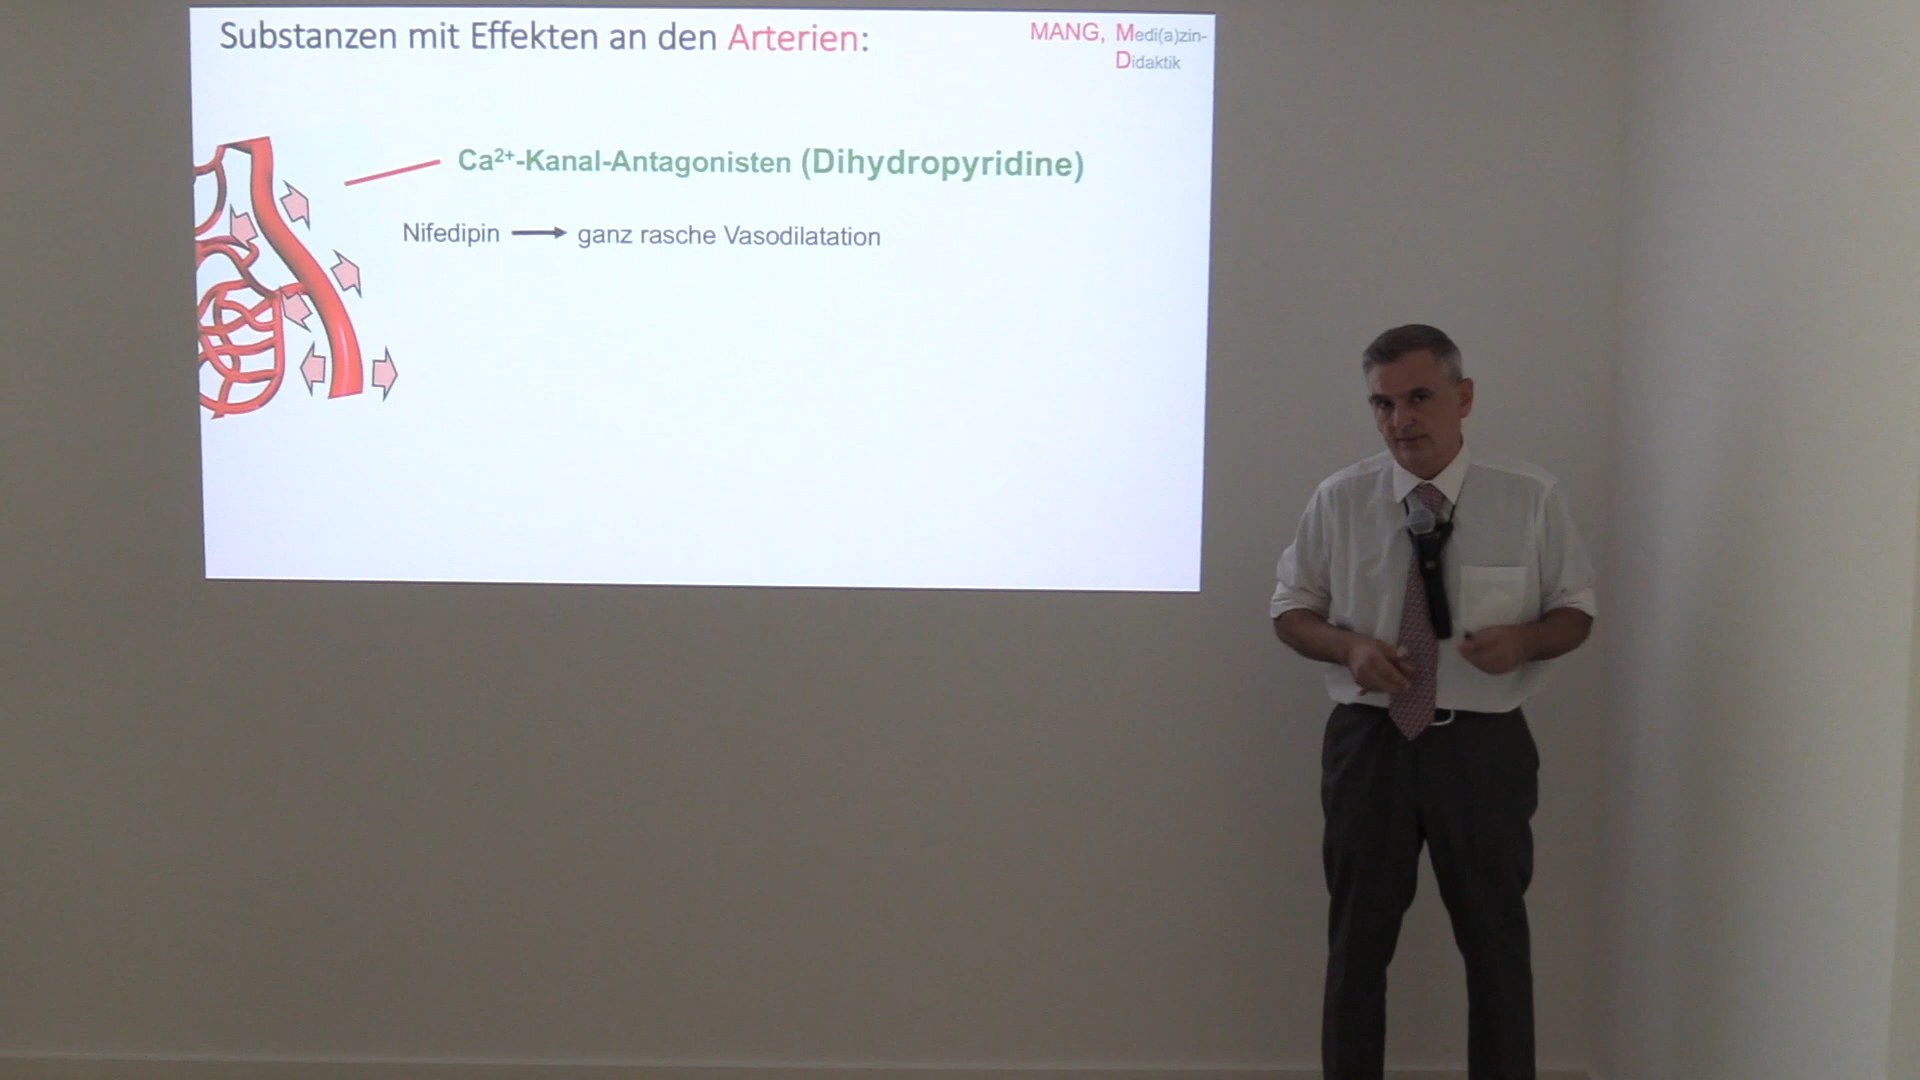 Substanzen mit Effekten an den Arterien:
MANG, Medi(a)zin-
Didaktik
Ca²⁺-Kanal-Antagonisten (Dihydropyridine)
Nifedipin → ganz rasche Vasodilatation